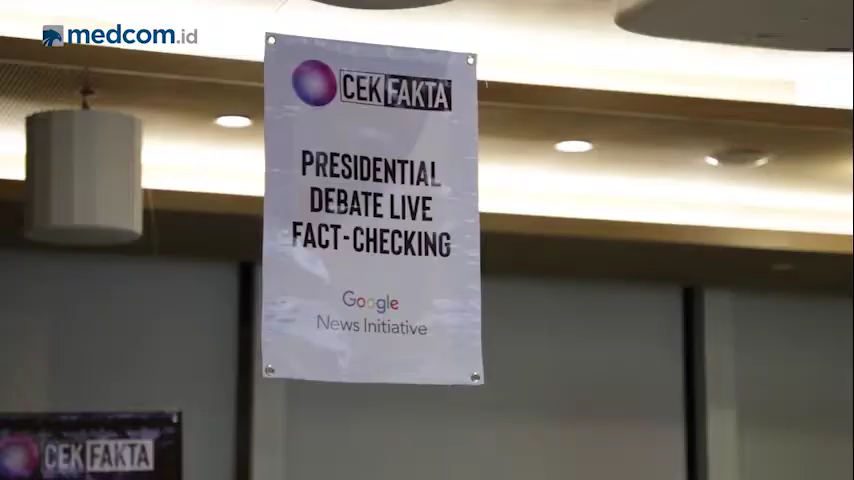 medcom.id
CEK FAKTA
PRESIDENTIAL
DEBATE LIVE
FACT-CHECKING
Google
News Initiative
CEK FAKTA